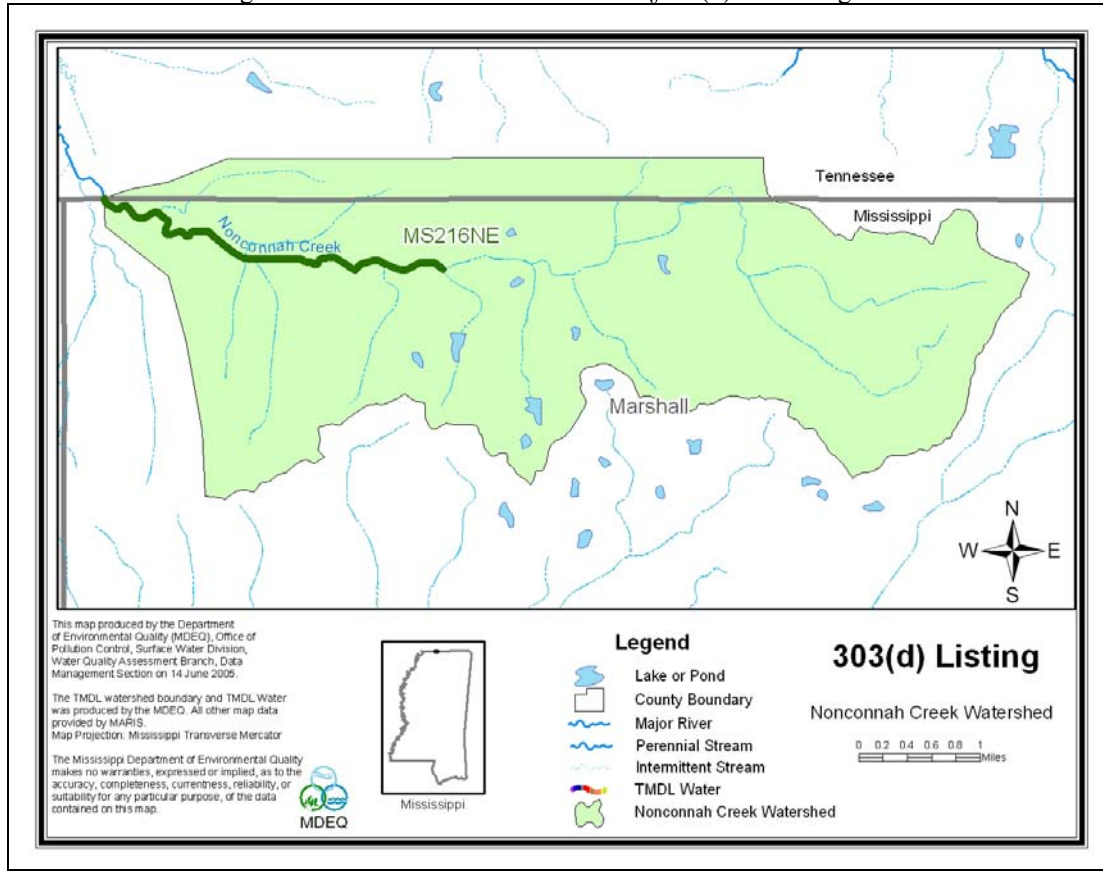 Tennessee
Mississippi
Nonconnah Creek
MS216NE
Marshall
N
W
E
S
This map produced by the Department
of Environmental Quality (MDEQ), Office of
Pollution Control, Surface Water Division,
Water Quality Assessment Branch, Data
Management Section on 14 June 2005.
The TMDL watershed boundary and TMDL Water
was produced by the MDEQ. All other map data
provided by MARIS.
Map Projection: Mississippi Transverse Mercator
The Mississippi Department of Environmental Quality
makes no warranties, expressed or implied, as to the
accuracy, completeness, currentness, reliability, or
suitability for any particular purpose, of the data
contained on this map.
MDEQ
Mississippi
Legend
Lake or Pond
County Boundary
Major River
Perennial Stream
Intermittent Stream
TMDL Water
Nonconnah Creek Watershed
303(d) Listing
Nonconnah Creek Watershed
0 0.2 0.4 0.6 0.8 1
Miles